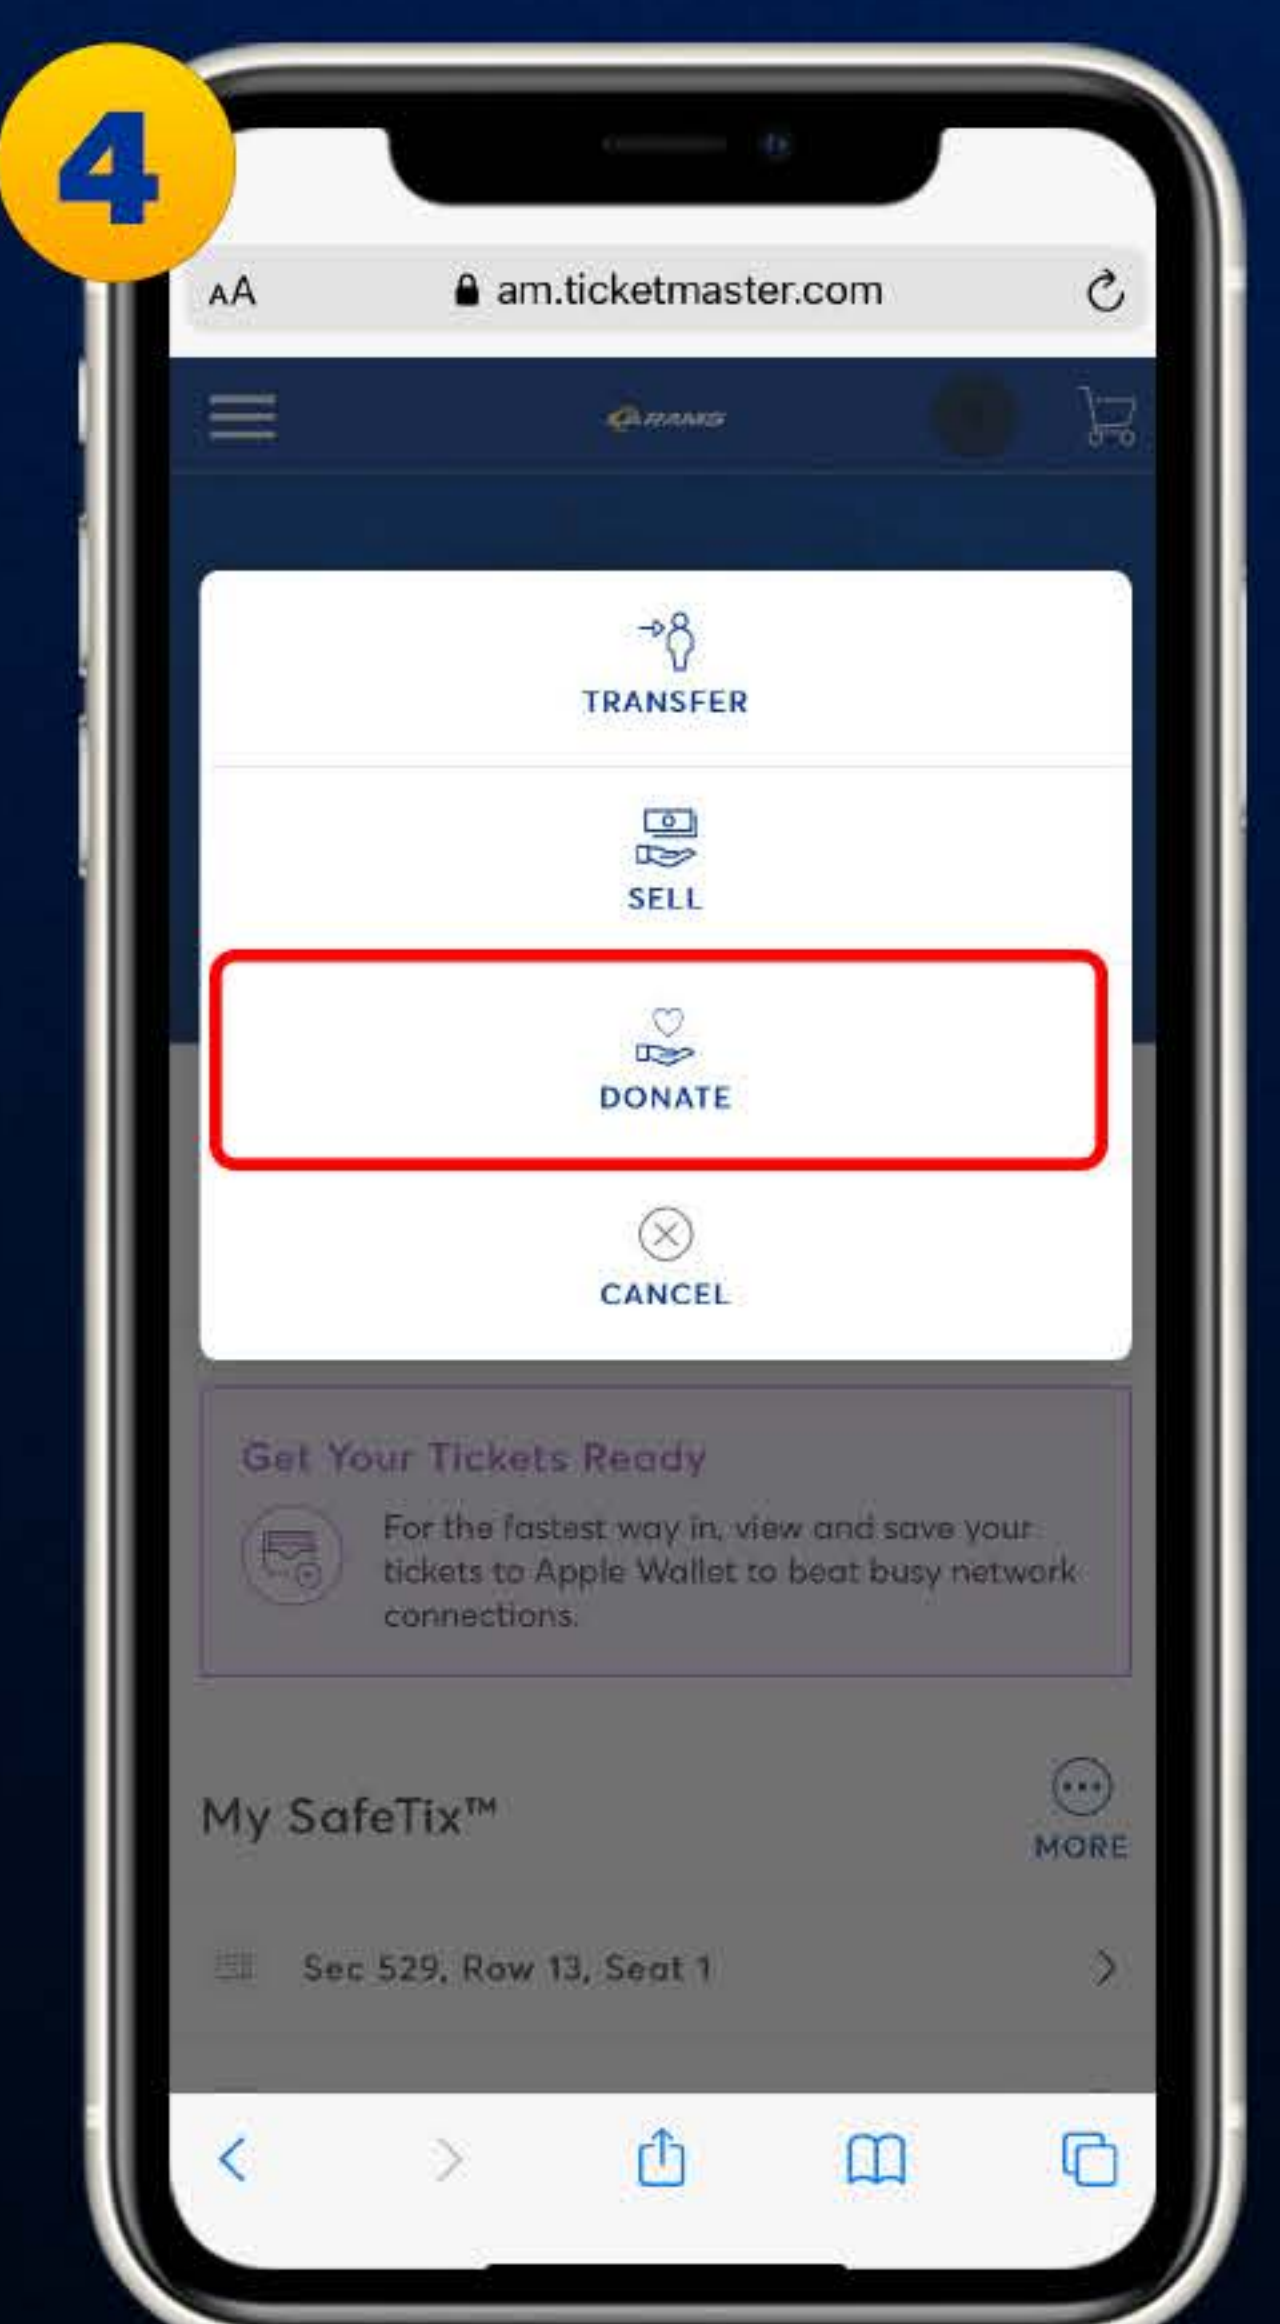 4
AA
am.ticketmaster.com
RAMS
TRANSFER
SELL
DONATE
CANCEL
Get Your Tickets Ready
For the fastest way in, view and save your
tickets to Apple Wallet to beat busy network
connections.
My SafeTix™
MORE
Sec 529, Row 13, Seat 1